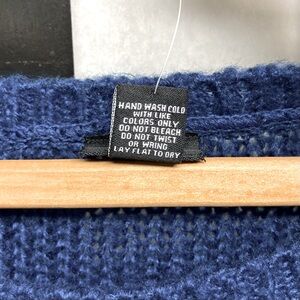 HAND WASH COLD
WITH LIKE
COLORS ONLY
DO NOT BLEACH
DO NOT TWIST
OR WRING
LAY FLAT TO DRY